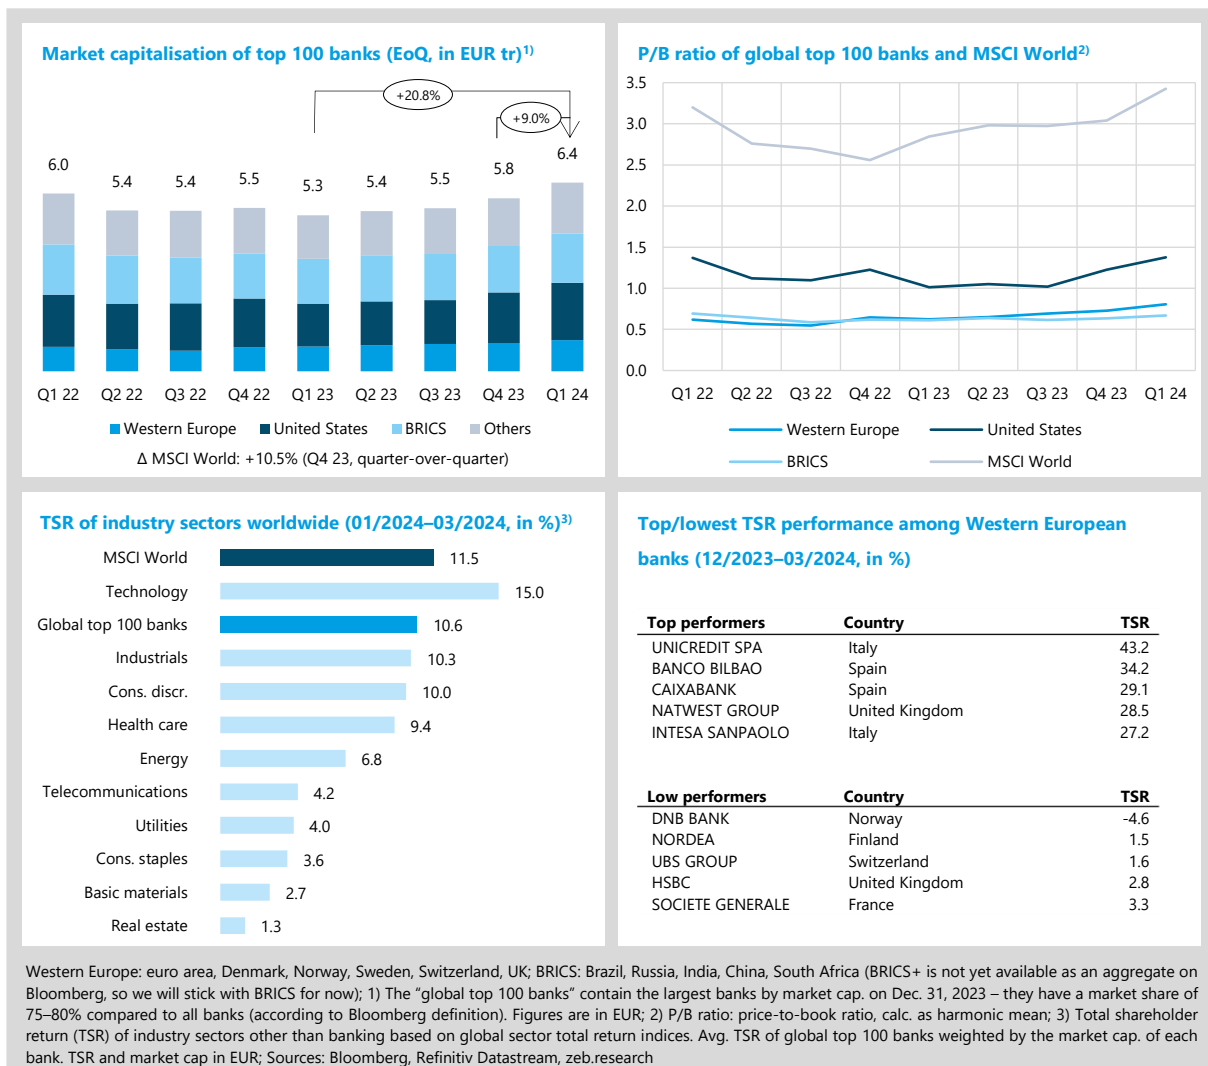 Market capitalisation of top 100 banks (EoQ, in EUR tr)1)
+20.8%
+9.0%
6.0
5.4
5.4
5.5
5.3
5.4
5.5
5.8
6.4
Q1 22 Q2 22 Q3 22 Q4 22 Q1 23 Q2 23 Q3 23 Q4 23 Q1 24
Western Europe United States BRICS Others
Δ MSCI World: +10.5% (Q4 23, quarter-over-quarter)
P/B ratio of global top 100 banks and MSCI World2)
3.5
3.0
2.5
2.0
1.5
1.0
0.5
0.0
Q1 22 Q2 22 Q3 22 Q4 22 Q1 23 Q2 23 Q3 23 Q4 23 Q1 24
Western Europe United States
BRICS MSCI World
TSR of industry sectors worldwide (01/2024–03/2024, in %)3)
MSCI World 11.5
Technology 15.0
Global top 100 banks 10.6
Industrials 10.3
Cons. discr. 10.0
Health care 9.4
Energy 6.8
Telecommunications 4.2
Utilities 4.0
Cons. staples 3.6
Basic materials 2.7
Real estate 1.3
Top/lowest TSR performance among Western European
banks (12/2023–03/2024, in %)
Top performers Country TSR
UNICREDIT SPA Italy 43.2
BANCO BILBAO Spain 34.2
CAIXABANK Spain 29.1
NATWEST GROUP United Kingdom 28.5
INTESA SANPAOLO Italy 27.2
Low performers Country TSR
DNB BANK Norway -4.6
NORDEA Finland 1.5
UBS GROUP Switzerland 1.6
HSBC United Kingdom 2.8
SOCIETE GENERALE France 3.3
Western Europe: euro area, Denmark, Norway, Sweden, Switzerland, UK; BRICS: Brazil, Russia, India, China, South Africa (BRICS+ is not yet available as an aggregate on
Bloomberg, so we will stick with BRICS for now); 1) The “global top 100 banks” contain the largest banks by market cap. on Dec. 31, 2023 – they have a market share of
75–80% compared to all banks (according to Bloomberg definition). Figures are in EUR; 2) P/B ratio: price-to-book ratio, calc. as harmonic mean; 3) Total shareholder
return (TSR) of industry sectors other than banking based on global sector total return indices. Avg. TSR of global top 100 banks weighted by the market cap. of each
bank. TSR and market cap in EUR; Sources: Bloomberg, Refinitiv Datastream, zeb.research